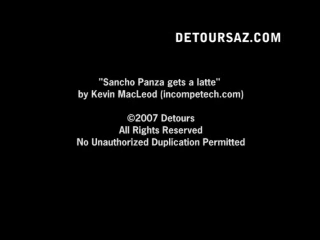 DETOURSAZ.COM
"Sancho Panza gets a latte"
by Kevin MacLeod (incompetech.com)
©2007 Detours
All Rights Reserved
No Unauthorized Duplication Permitted